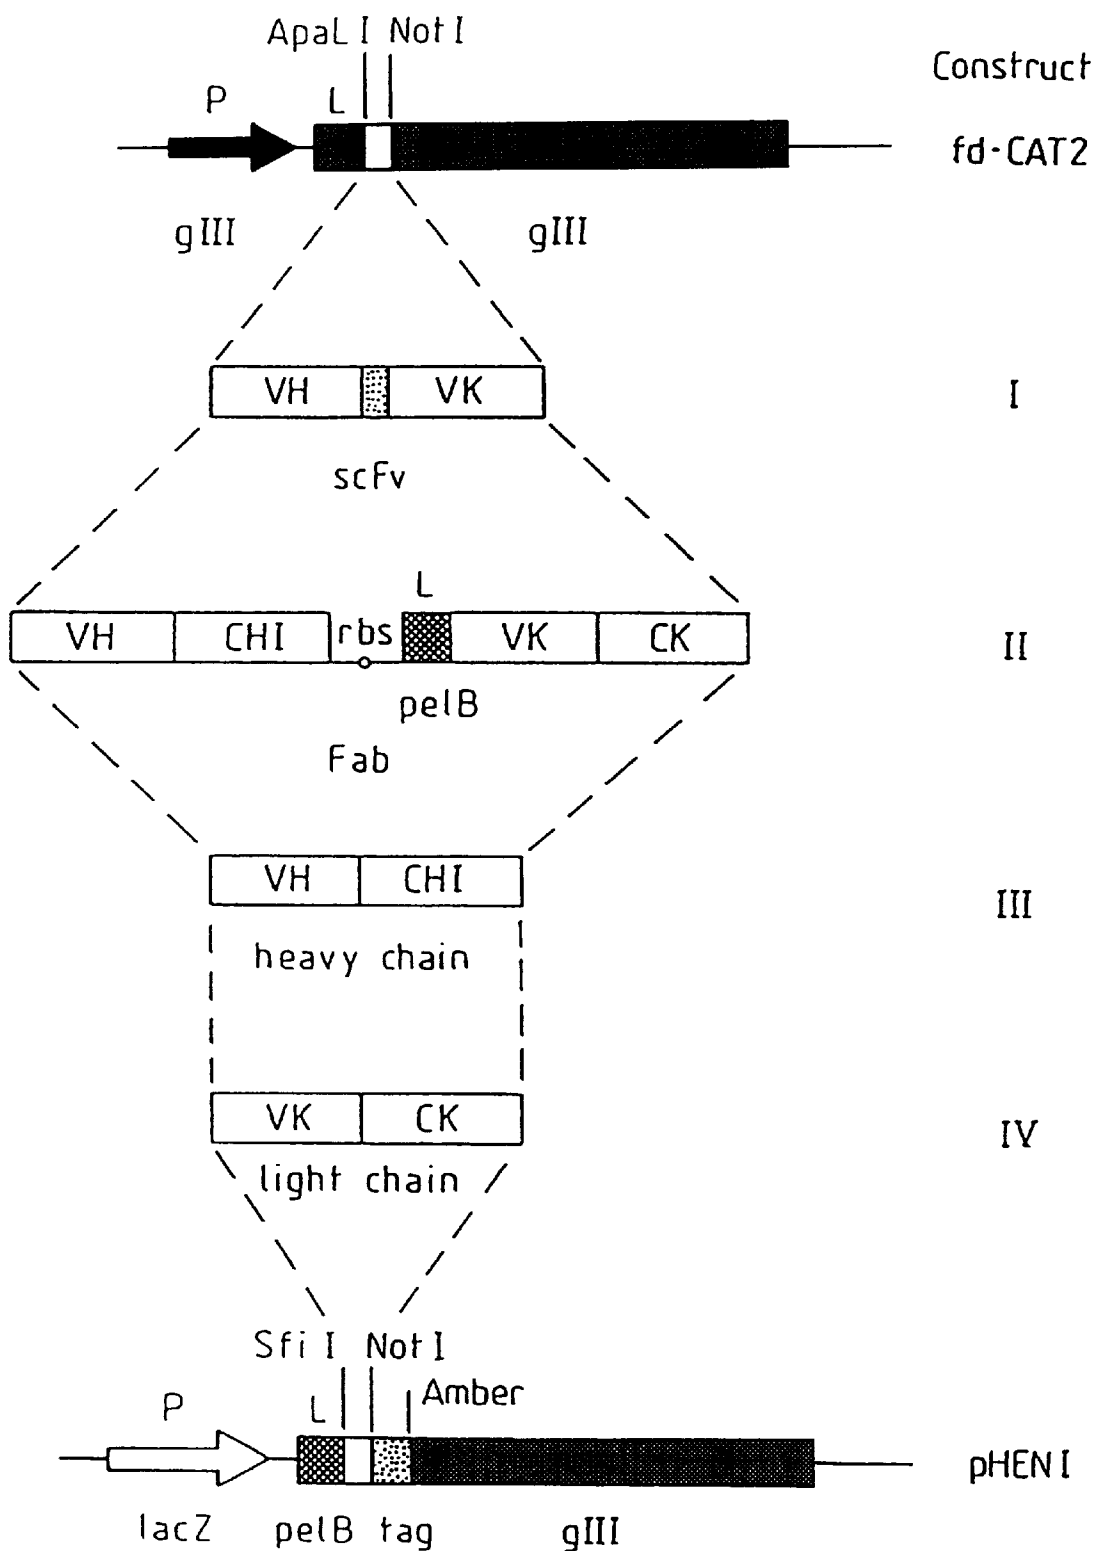 ApaL I Not I
Construct
P L
fd-CAT2
gIII gIII
VH VK I
scFv
L
VH CHI rbs VK CK II
pelB
Fab
VH CHI III
heavy chain
VK CK IV
light chain
Sfi I Not I
P L Amber
pHEN I
lacZ pelB tag gIII